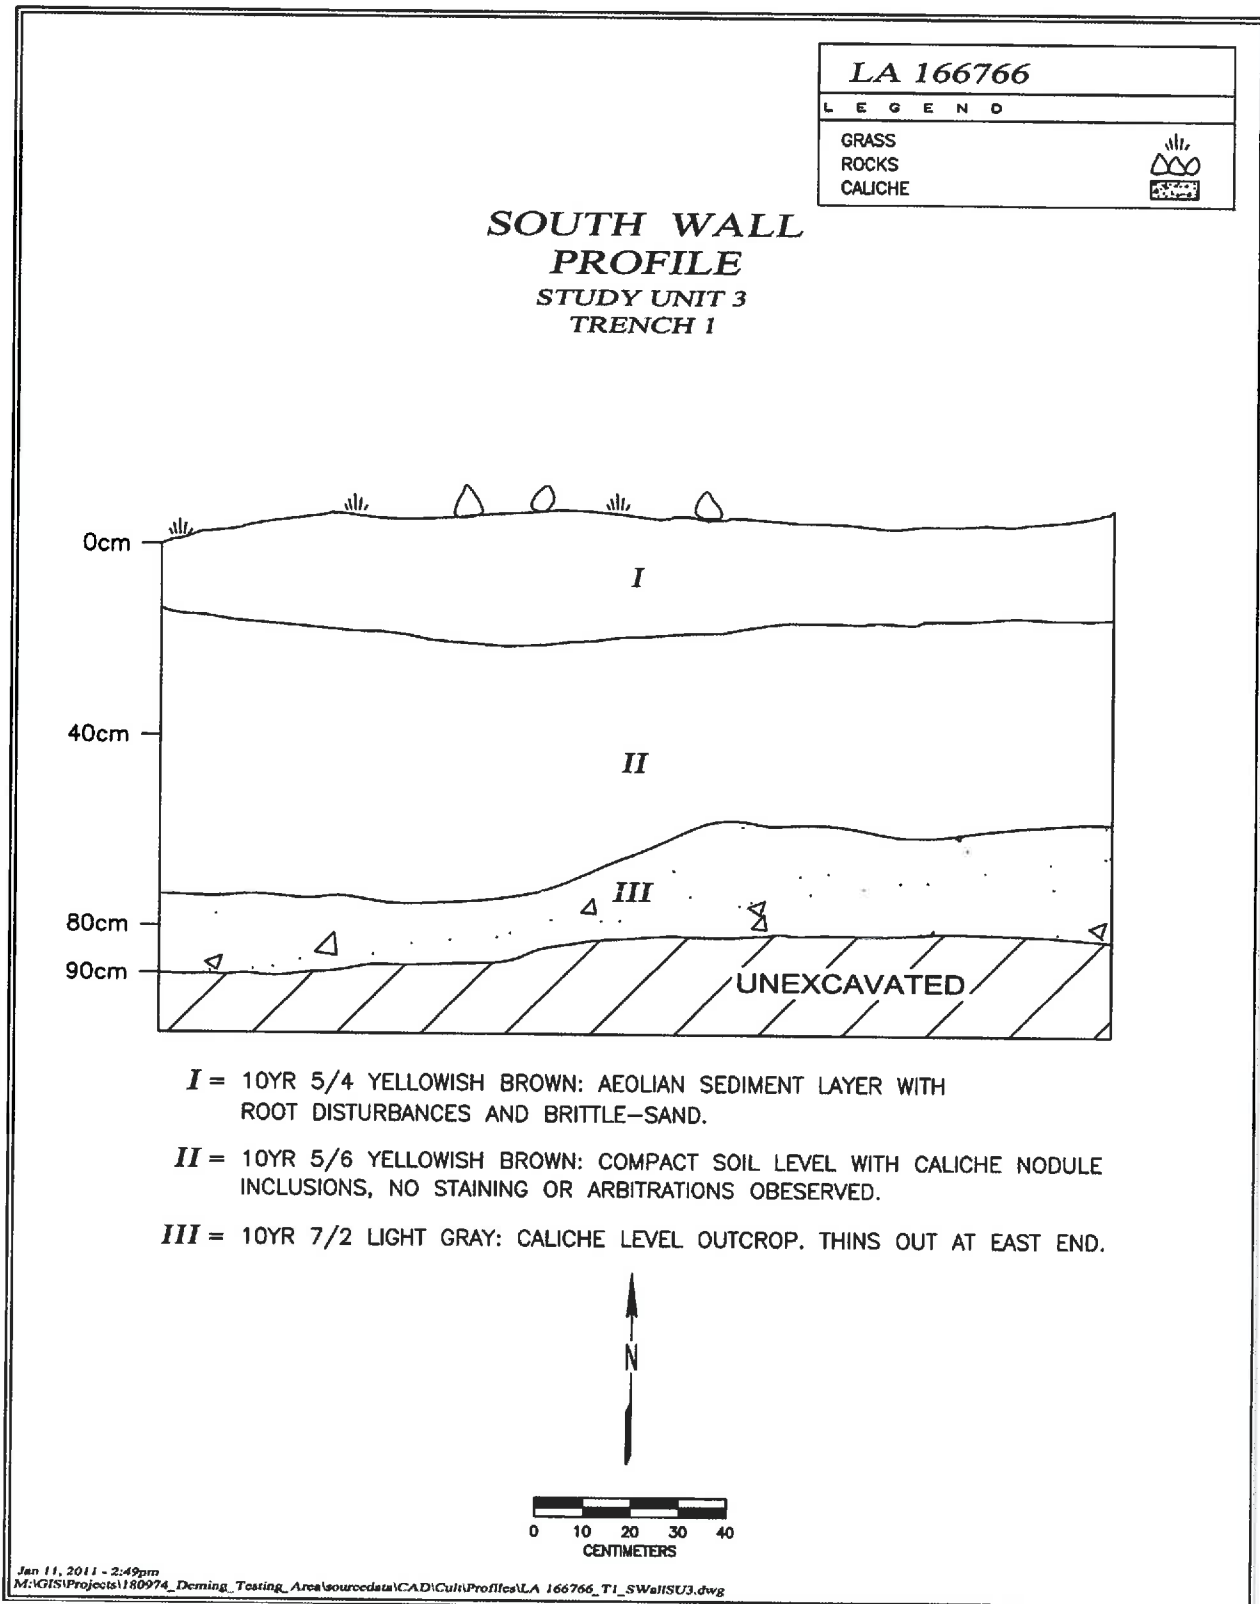 LA 166766
LEGEND
GRASS
ROCKS
CALICHE
SOUTH WALL
PROFILE
STUDY UNIT 3
TRENCH 1
0cm
I
40cm
II
III
80cm
90cm
UNEXCAVATED
I = 10YR 5/4 YELLOWISH BROWN: AEOLIAN SEDIMENT LAYER WITH
ROOT DISTURBANCES AND BRITTLE-SAND.
II = 10YR 5/6 YELLOWISH BROWN: COMPACT SOIL LEVEL WITH CALICHE NODULE
INCLUSIONS, NO STAINING OR ARBITRATIONS OBESERVED.
III = 10YR 7/2 LIGHT GRAY: CALICHE LEVEL OUTCROP. THINS OUT AT EAST END.
N
0 10 20 30 40
CENTIMETERS
Jan 11, 2011 - 2:49pm
M:\GIS\Projects\180974_Deming_Testing_Area\sourcedata\CAD\Cult\Profiles\LA 166766_T1_SWallSU3.dwg